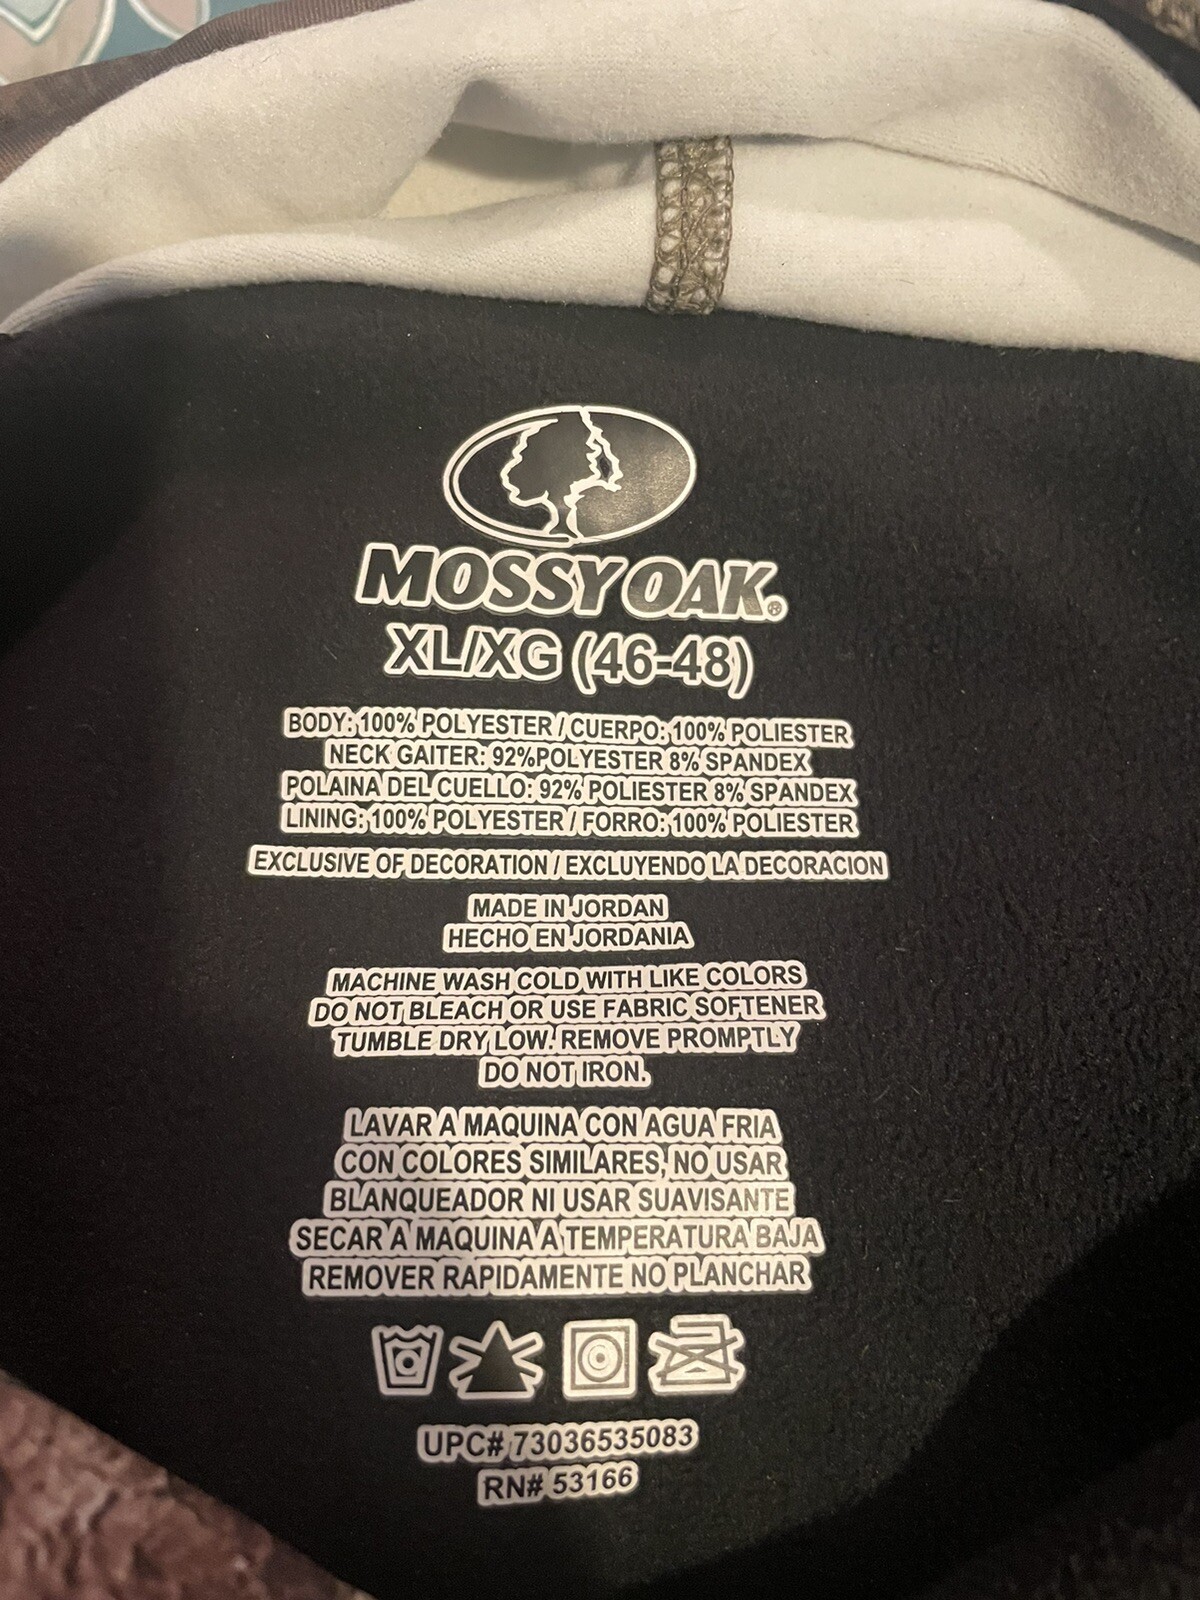 MOSSY OAK®
XL/XG (46-48)
BODY: 100% POLYESTER / CUERPO: 100% POLIESTER
NECK GAITER: 92%POLYESTER 8% SPANDEX
POLAINA DEL CUELLO: 92% POLIESTER 8% SPANDEX
LINING: 100% POLYESTER / FORRO: 100% POLIESTER
EXCLUSIVE OF DECORATION / EXCLUYENDO LA DECORACION
MADE IN JORDAN
HECHO EN JORDANIA
MACHINE WASH COLD WITH LIKE COLORS
DO NOT BLEACH OR USE FABRIC SOFTENER
TUMBLE DRY LOW. REMOVE PROMPTLY
DO NOT IRON.
LAVAR A MAQUINA CON AGUA FRIA
CON COLORES SIMILARES, NO USAR
BLANQUEADOR NI USAR SUAVISANTE
SECAR A MAQUINA A TEMPERATURA BAJA
REMOVER RAPIDAMENTE NO PLANCHAR
UPC# 73036535083
RN# 53166